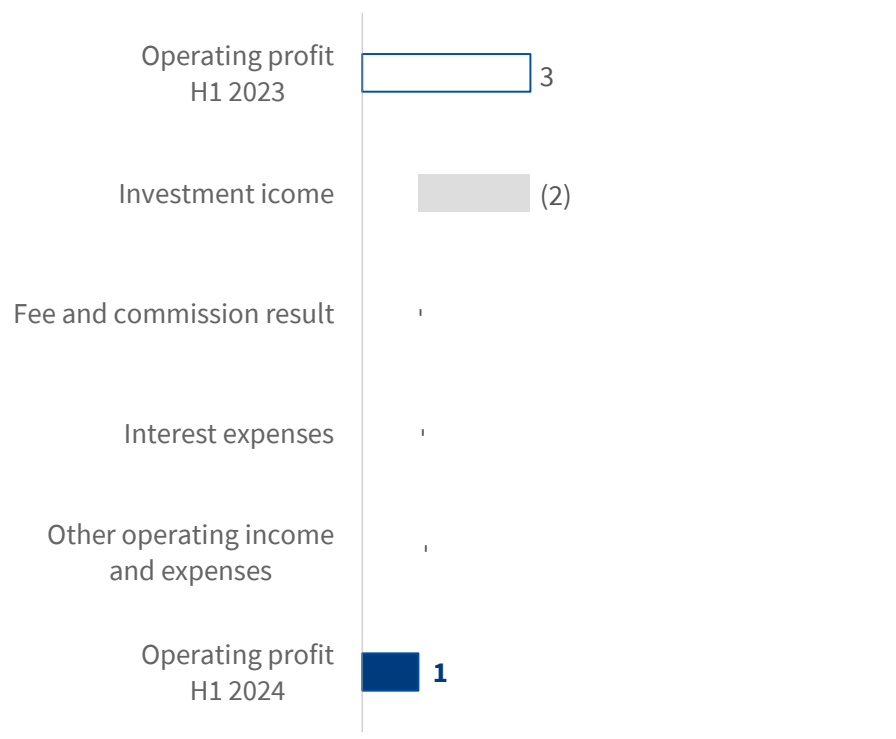 Operating profit
H1 2023
3
Investment icome
(2)
Fee and commission result
Interest expenses
Other operating income
and expenses
Operating profit
H1 2024
1